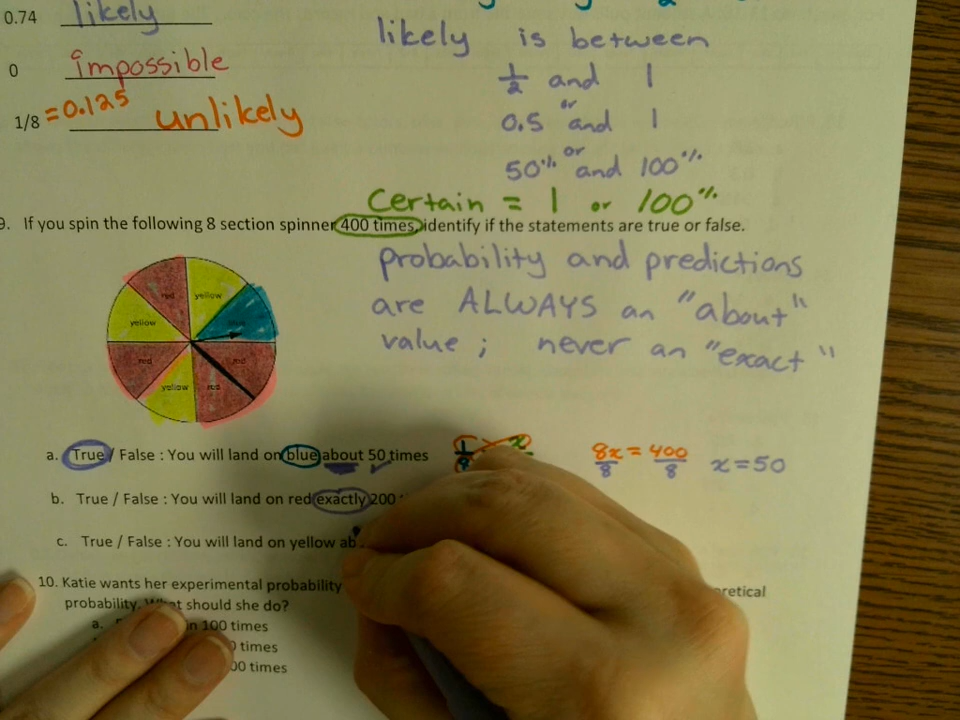 0.74 likely
likely is between
0 impossible
1/2 and 1
or
1/8 =0.125 unlikely
0.5 and 1
or
50% and 100%
Certain = 1 or 100%
9. If you spin the following 8 section spinner 400 times, identify if the statements are true or false.
probability and predictions
are ALWAYS an "about"
value ; never an "exact"
red yellow
yellow blue
red red
yellow red
a. True / False : You will land on blue about 50 times
8x = 400
8 8
x = 50
b. True / False : You will land on red exactly 200
c. True / False : You will land on yellow
10. Katie wants her experimental probability
probability. What should she do?
a. in 100 times
times
00 times